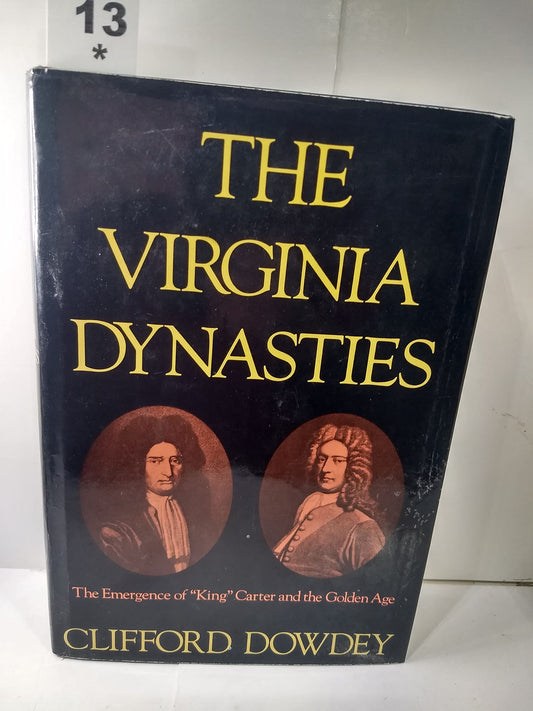 13
*
THE
VIRGINIA
DYNASTIES
The Emergence of “King” Carter and the Golden Age
CLIFFORD DOWDEY